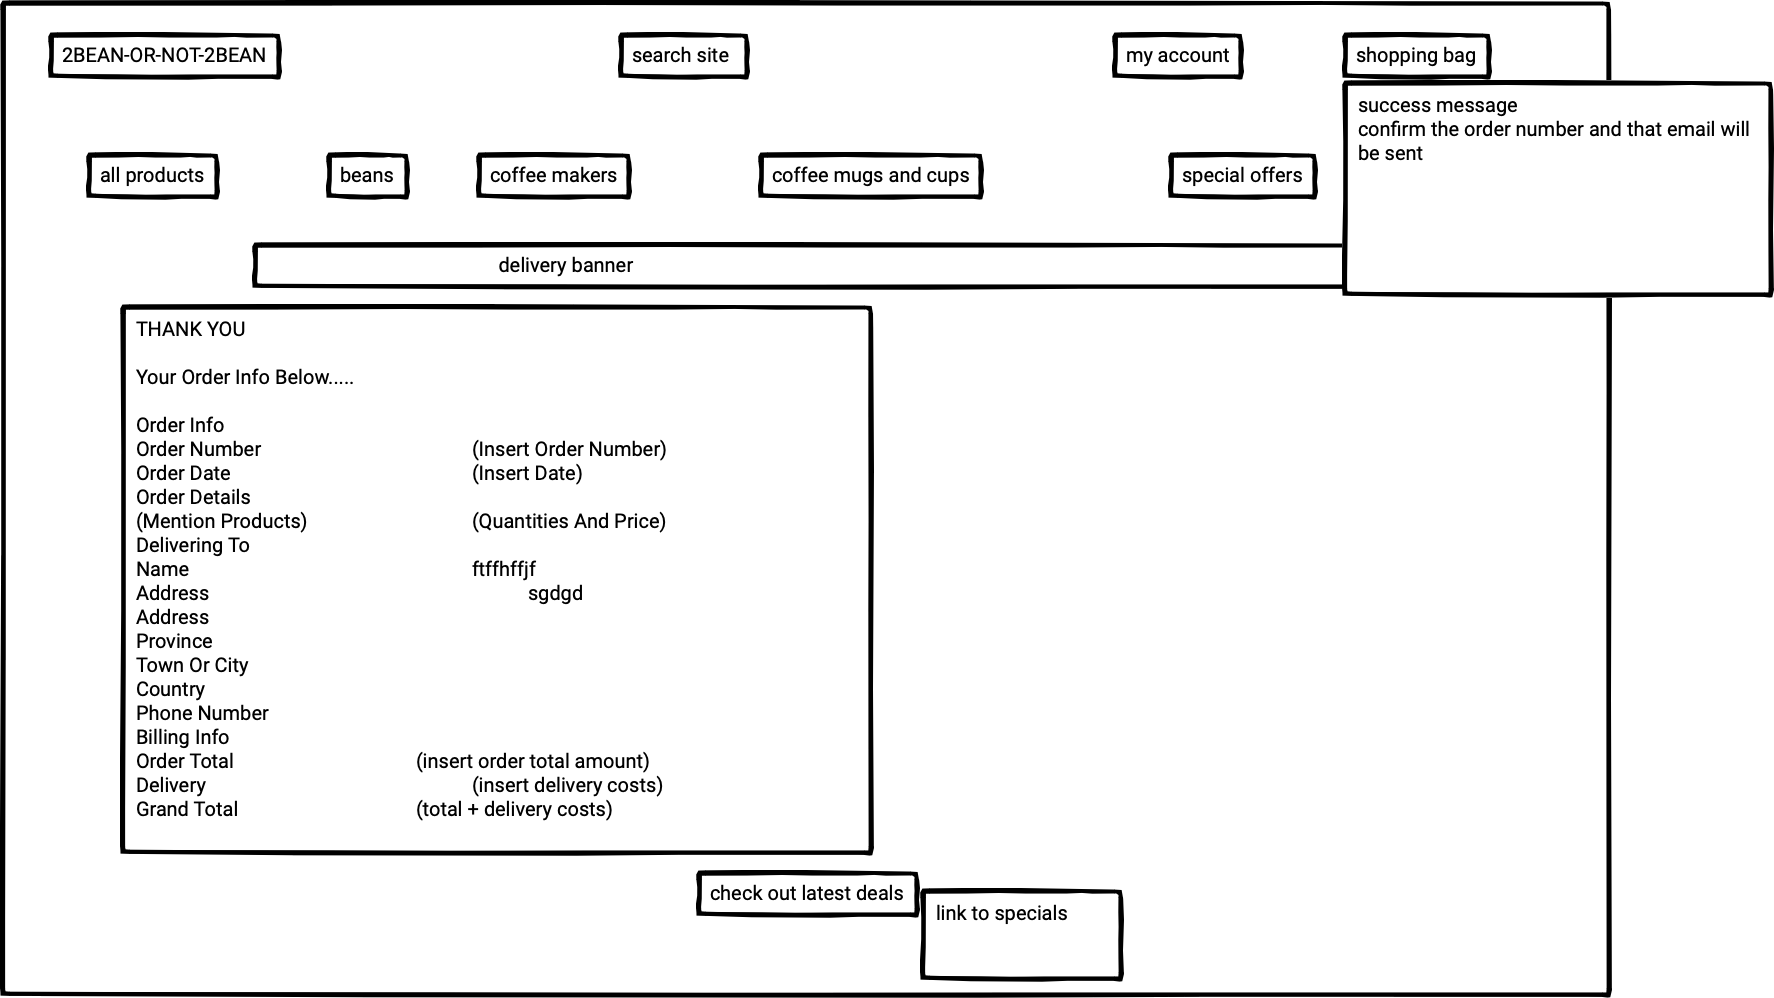 2BEAN-OR-NOT-2BEAN
search site
my account
shopping bag
success message
confirm the order number and that email will
be sent
all products
beans
coffee makers
coffee mugs and cups
special offers
delivery banner
THANK YOU
Your Order Info Below.....
Order Info
Order Number (Insert Order Number)
Order Date (Insert Date)
Order Details
(Mention Products) (Quantities And Price)
Delivering To
Name ftffhffjf
Address sgdgd
Address
Province
Town Or City
Country
Phone Number
Billing Info
Order Total (insert order total amount)
Delivery (insert delivery costs)
Grand Total (total + delivery costs)
check out latest deals
link to specials